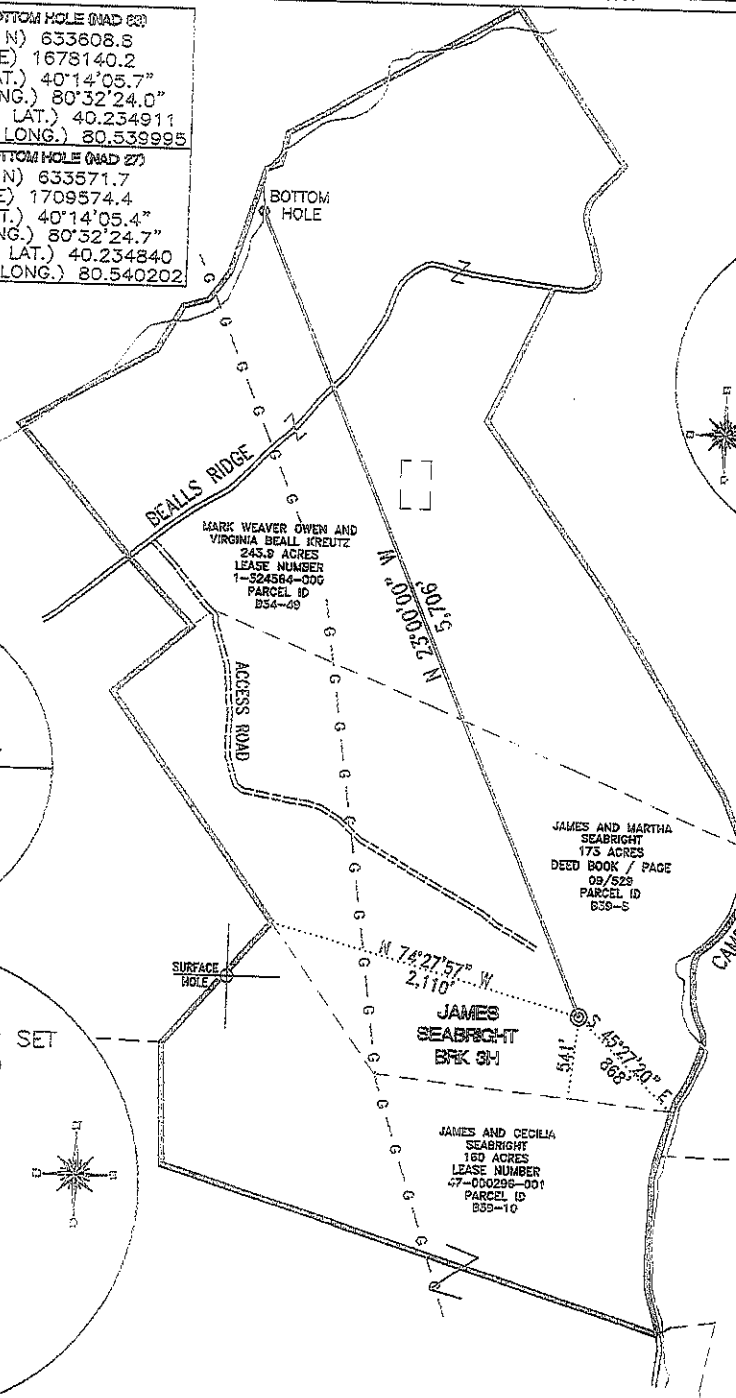 BOTTOM HOLE (NAD 83)
N) 633608.8
E) 1678140.2
LAT.) 40°14'05.7"
LONG.) 80°32'24.0"
LAT.) 40.234911
LONG.) 80.539995
BOTTOM HOLE (NAD 27)
N) 633571.7
E) 1709574.4
LAT.) 40°14'05.4"
LONG.) 80°32'24.7"
LAT.) 40.234840
LONG.) 80.540202
BOTTOM
HOLE
BEALLS RIDGE
MARK WEAVER OWEN AND
VIRGINIA BEALL KREUTZ
243.9 ACRES
LEASE NUMBER
1-324564-000
PARCEL ID
B34-49
N 23°00'00" W
5,706'
ACCESS ROAD
JAMES AND MARTHA
SEABRIGHT
173 ACRES
DEED BOOK / PAGE
09/529
PARCEL ID
B39-5
SURFACE
HOLE
N 74°27'57" W
2,110'
JAMES
SEABRIGHT
BRK 3H
541'
S 45°27'20" E
868'
SET
JAMES AND CECILIA
SEABRIGHT
160 ACRES
LEASE NUMBER
47-000296-001
PARCEL ID
B39-10
G G G G G G G G G G G G G G G G G